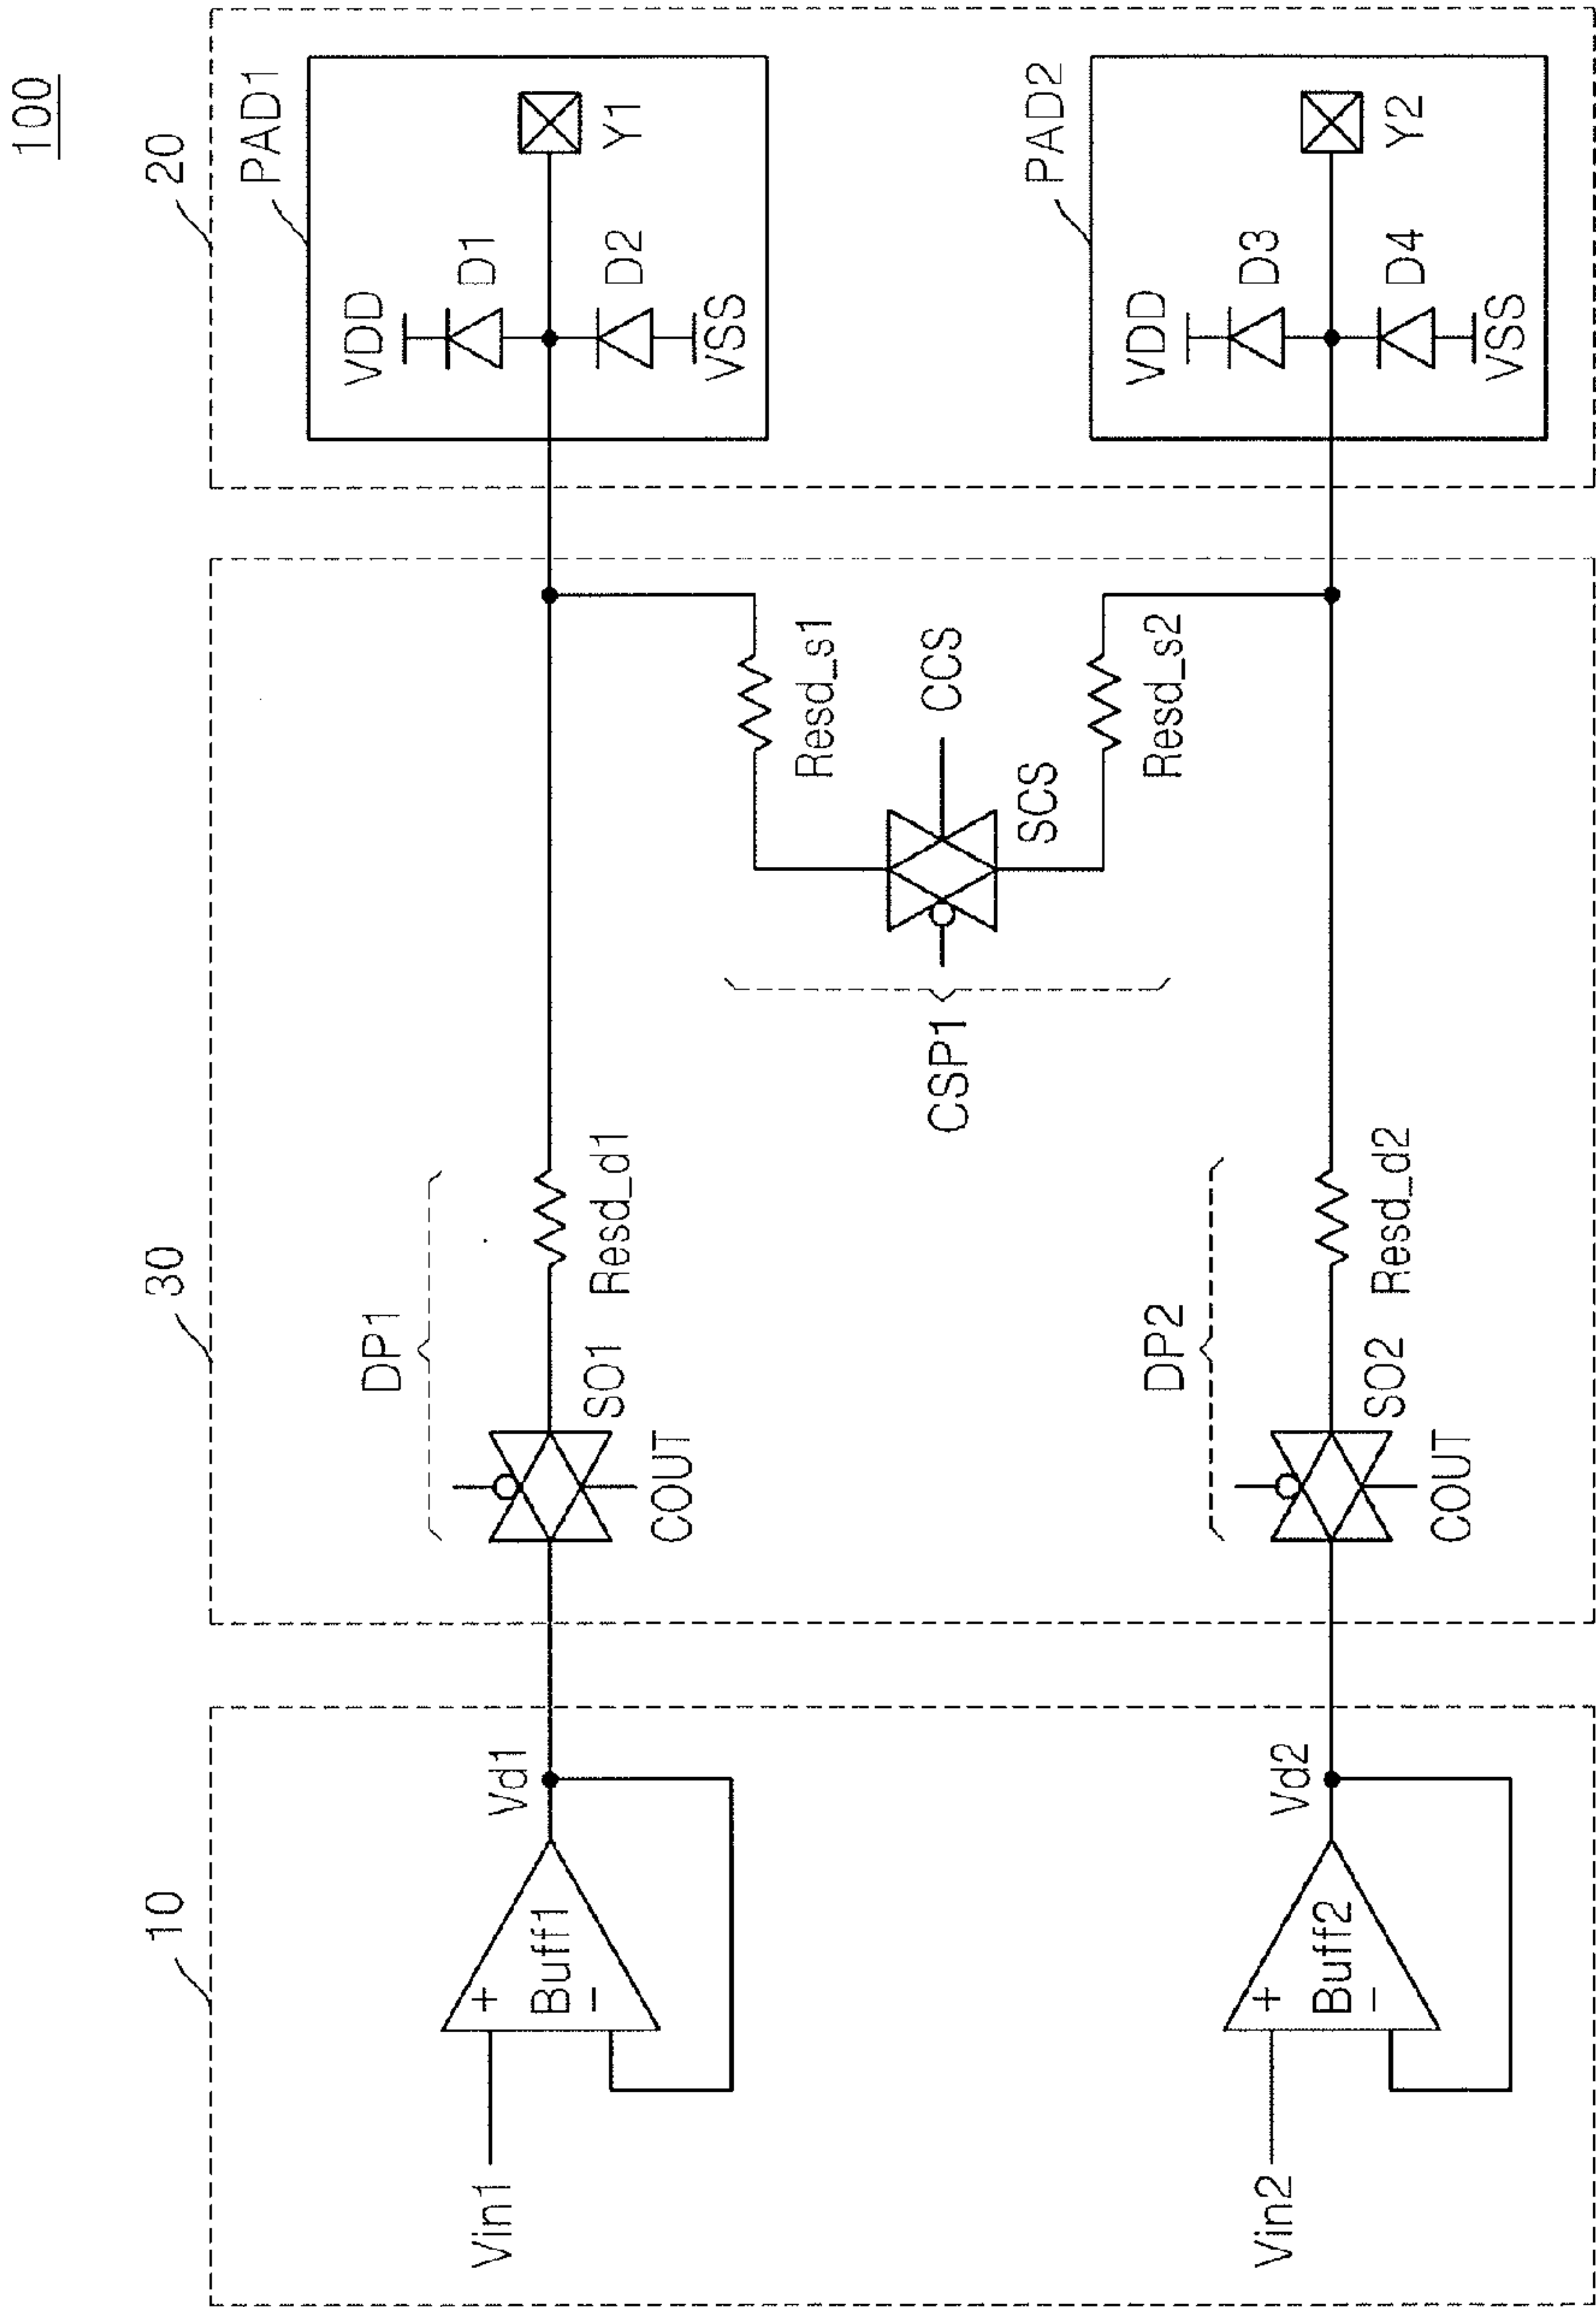 100
10
30
20
Vin1
+
Buff1
−
Vd1
DP1
SO1
COUT
Resd_d1
PAD1
VDD
D1
D2
VSS
Y1
CSP1
Resd_s1
CCS
SCS
Resd_s2
Vin2
+
Buff2
−
Vd2
DP2
SO2
COUT
Resd_d2
PAD2
VDD
D3
D4
VSS
Y2